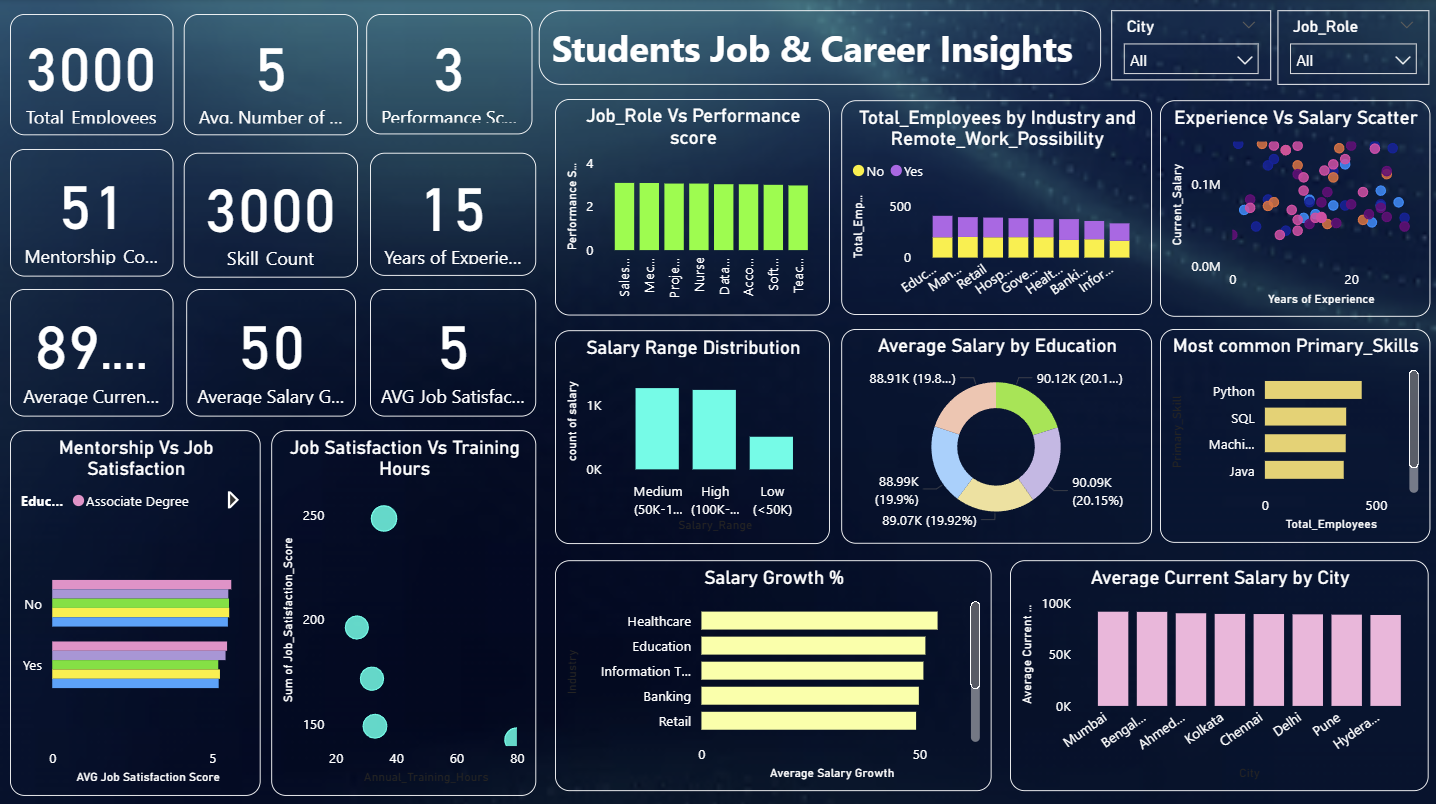 3000
Total Employees
5
Avg. Number of ...
3
Performance Sc...
Students Job & Career Insights
City
All
Job_Role
All
51
Mentorship Co...
3000
Skill Count
15
Years of Experie...
89....
Average Curren...
50
Average Salary G...
5
AVG Job Satisfac...
Job_Role Vs Performance
score
Performance S...
4
2
0
Sales...
Mec...
Proje...
Nurse
Data...
Acco...
Soft...
Teac...
Total_Employees by Industry and
Remote_Work_Possibility
No
Yes
Total_Emp...
500
0
Educ...
Man...
Retail
Hosp...
Gove...
Healt...
Banki...
Infor...
Experience Vs Salary Scatter
Current_Salary
0.1M
0.0M
0
20
Years of Experience
Salary Range Distribution
count of salary
1K
0K
Medium
(50K-1...
High
(100K-...
Low
(<50K)
Salary_Range
Average Salary by Education
88.91K (19.8...)
90.12K (20.1...)
88.99K
(19.9%)
90.09K
(20.15%)
89.07K (19.92%)
Most common Primary_Skills
Primary_Skill
Python
SQL
Machi...
Java
0
500
Total_Employees
Mentorship Vs Job
Satisfaction
Educ...
Associate Degree
No
Yes
0
5
AVG Job Satisfaction Score
Job Satisfaction Vs Training
Hours
Sum of Job_Satisfaction_Score
250
200
150
20
40
60
80
Annual_Training_Hours
Salary Growth %
Industry
Healthcare
Education
Information T...
Banking
Retail
0
50
Average Salary Growth
Average Current Salary by City
Average Current ...
100K
50K
0K
Mumbai
Bengal...
Ahmed...
Kolkata
Chennai
Delhi
Pune
Hydera...
City